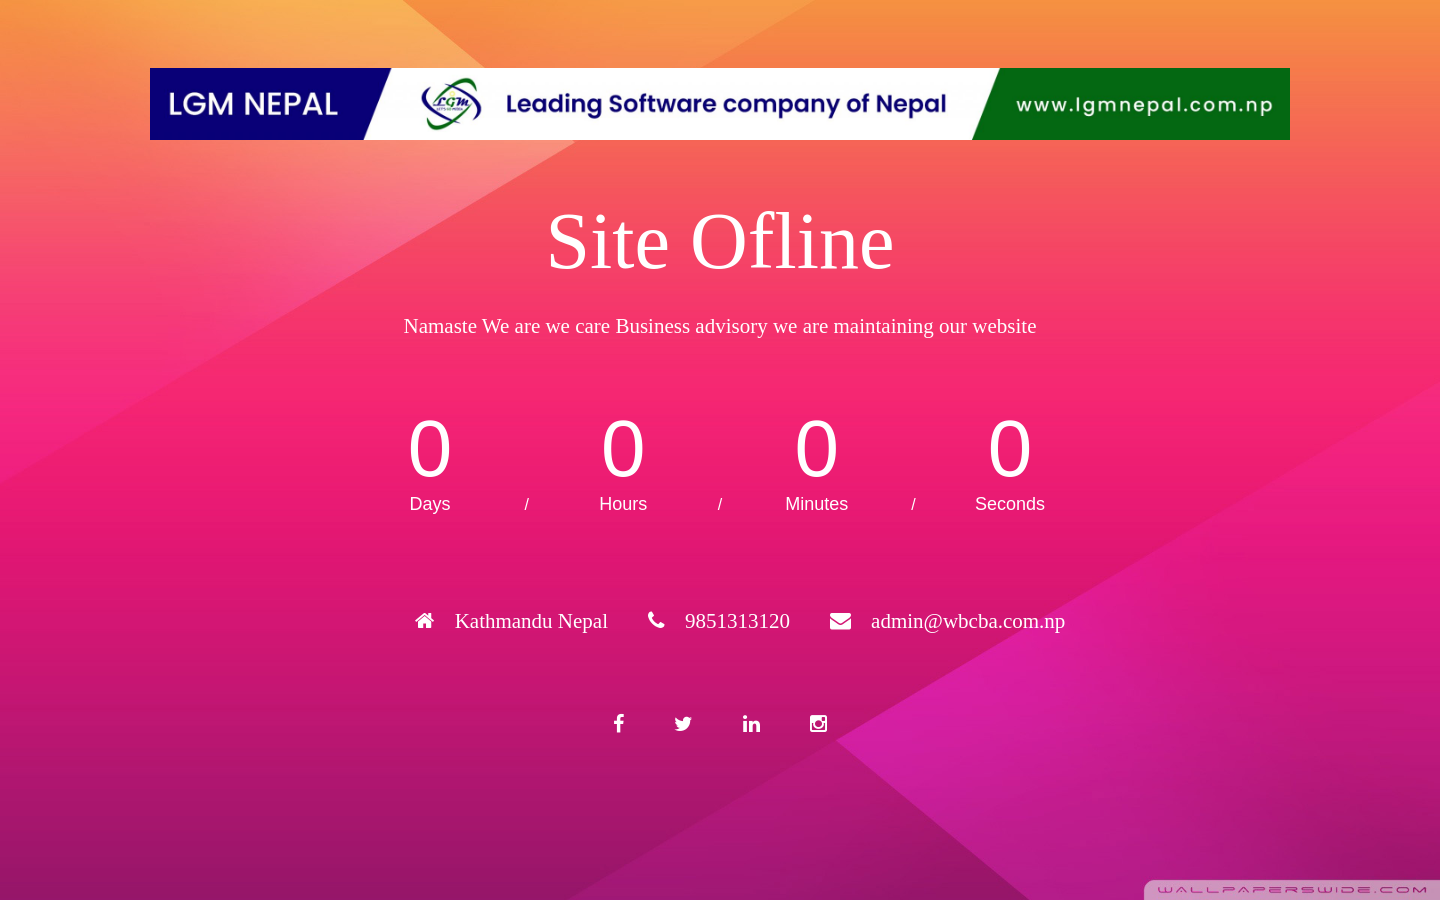 LGM NEPAL
LGM
Leading Software company of Nepal
www.lgmnepal.com.np
Site Ofline
Namaste We are we care Business advisory we are maintaining our website
0 0 0 0
Days / Hours / Minutes / Seconds
Kathmandu Nepal 9851313120 admin@wbcba.com.np
WALLPAPERSWIDE.COM